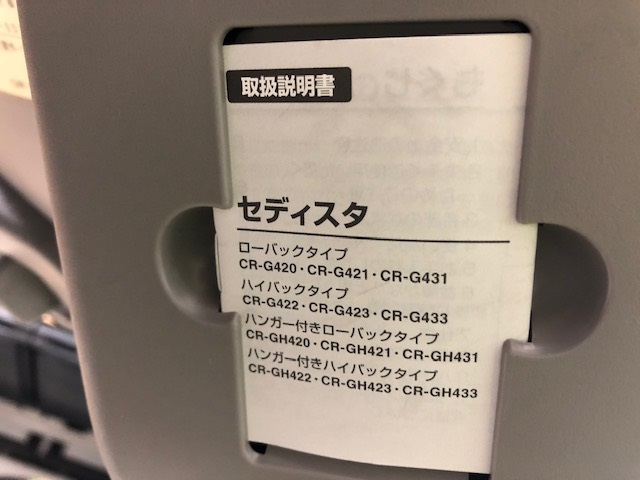 取扱説明書
セディスタ
ローバックタイプ
CR-G420・CR-G421・CR-G431
ハイバックタイプ
CR-G422・CR-G423・CR-G433
ハンガー付きローバックタイプ
CR-GH420・CR-GH421・CR-GH431
ハンガー付きハイバックタイプ
CR-GH422・CR-GH423・CR-GH433